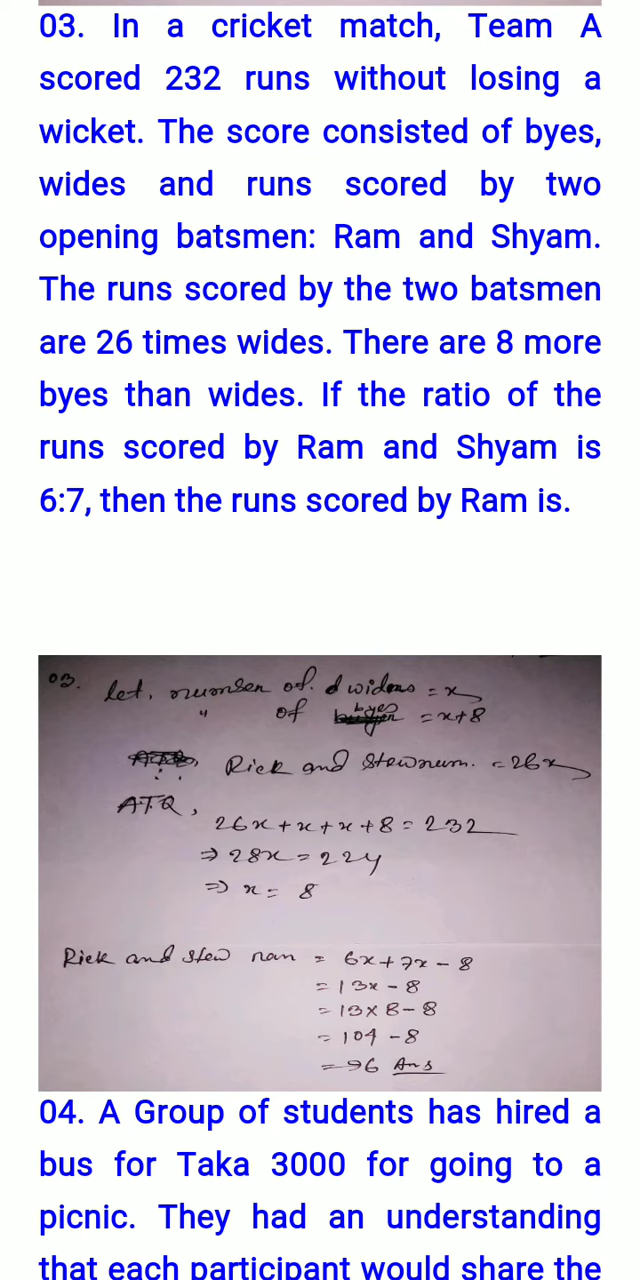 03. In a cricket match, Team A
scored 232 runs without losing a
wicket. The score consisted of byes,
wides and runs scored by two
opening batsmen: Ram and Shyam.
The runs scored by the two batsmen
are 26 times wides. There are 8 more
byes than wides. If the ratio of the
runs scored by Ram and Shyam is
6:7, then the runs scored by Ram is.
03. let, number of wides = x
" of byes = x+8
Rick and Stew num. = 26x
ATQ,
26x + x + x + 8 = 232
⇒ 28x = 224
⇒ x = 8
Rick and Stew = 6x + 7x - 8
= 13x - 8
= 13 x 8 - 8
= 104 - 8
= 96 Ans
04. A Group of students has hired a
bus for Taka 3000 for going to a
picnic. They had an understanding
that each participant would share the